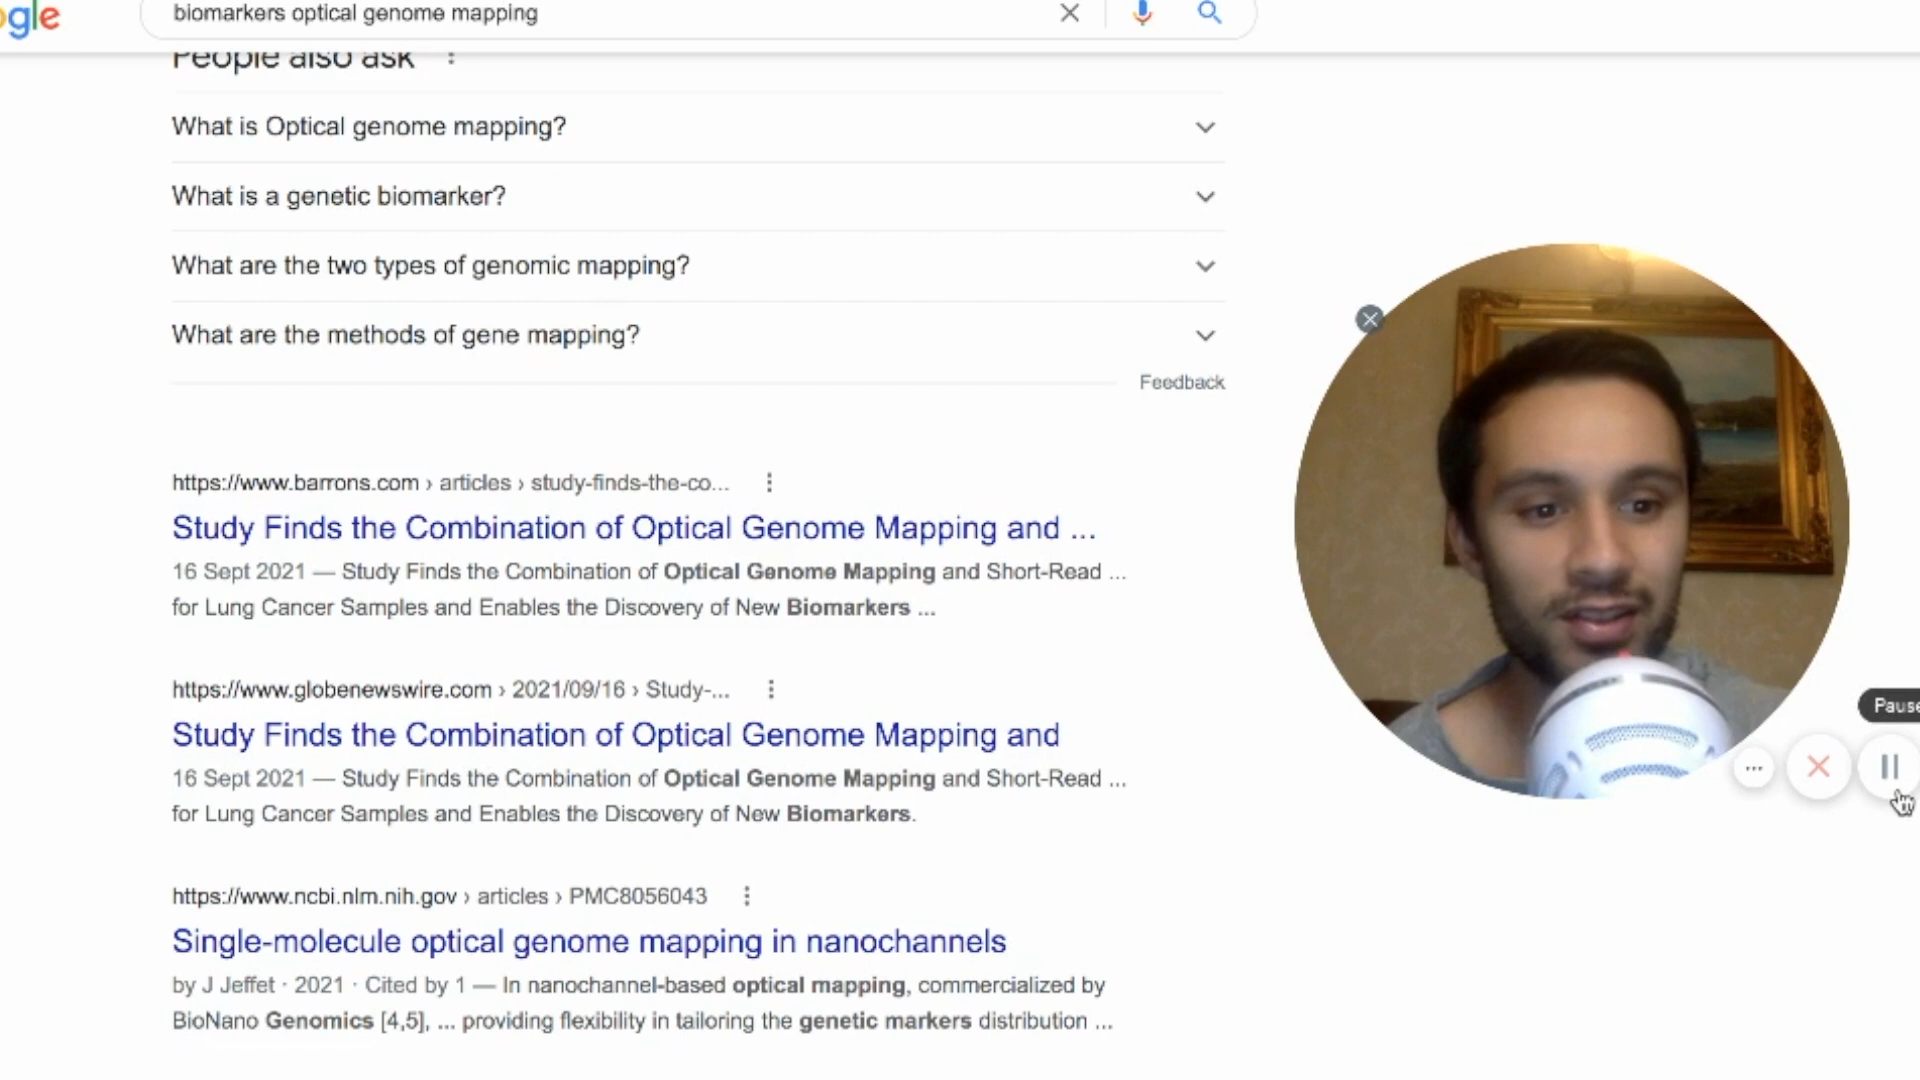 ogle
biomarkers optical genome mapping
People also ask
What is Optical genome mapping?
What is a genetic biomarker?
What are the two types of genomic mapping?
What are the methods of gene mapping?
Feedback
https://www.barrons.com › articles › study-finds-the-co...
Study Finds the Combination of Optical Genome Mapping and ...
16 Sept 2021 — Study Finds the Combination of Optical Genome Mapping and Short-Read ...
for Lung Cancer Samples and Enables the Discovery of New Biomarkers ...
https://www.globenewswire.com › 2021/09/16 › Study-...
Study Finds the Combination of Optical Genome Mapping and
16 Sept 2021 — Study Finds the Combination of Optical Genome Mapping and Short-Read ...
for Lung Cancer Samples and Enables the Discovery of New Biomarkers.
Pause
https://www.ncbi.nlm.nih.gov › articles › PMC8056043
Single-molecule optical genome mapping in nanochannels
by J Jeffet · 2021 · Cited by 1 — In nanochannel-based optical mapping, commercialized by
BioNano Genomics [4,5], ... providing flexibility in tailoring the genetic markers distribution ...